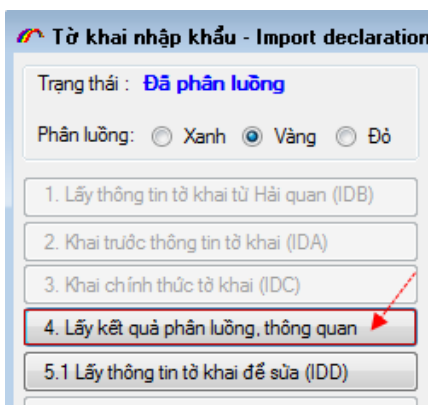 Tờ khai nhập khẩu - Import declaration
Trạng thái : Đã phân luồng
Phân luồng: Xanh Vàng Đỏ
1. Lấy thông tin tờ khai từ Hải quan (IDB)
2. Khai trước thông tin tờ khai (IDA)
3. Khai chính thức tờ khai (IDC)
4. Lấy kết quả phân luồng, thông quan
5.1 Lấy thông tin tờ khai để sửa (IDD)